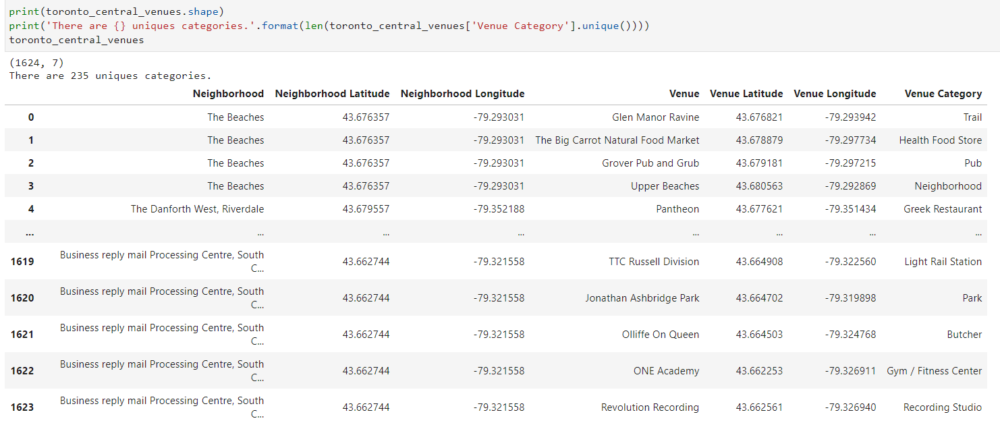 print(toronto_central_venues.shape)
print('There are {} uniques categories.'.format(len(toronto_central_venues['Venue Category'].unique())))
toronto_central_venues
(1624, 7)
There are 235 uniques categories.
Neighborhood Neighborhood Latitude Neighborhood Longitude Venue Venue Latitude Venue Longitude Venue Category
0 The Beaches 43.676357 -79.293031 Glen Manor Ravine 43.676821 -79.293942 Trail
1 The Beaches 43.676357 -79.293031 The Big Carrot Natural Food Market 43.678879 -79.297734 Health Food Store
2 The Beaches 43.676357 -79.293031 Grover Pub and Grub 43.679181 -79.297215 Pub
3 The Beaches 43.676357 -79.293031 Upper Beaches 43.680563 -79.292869 Neighborhood
4 The Danforth West, Riverdale 43.679557 -79.352188 Pantheon 43.677621 -79.351434 Greek Restaurant
... ... ... ... ... ... ... ...
1619 Business reply mail Processing Centre, South C... 43.662744 -79.321558 TTC Russell Division 43.664908 -79.322560 Light Rail Station
1620 Business reply mail Processing Centre, South C... 43.662744 -79.321558 Jonathan Ashbridge Park 43.664702 -79.319898 Park
1621 Business reply mail Processing Centre, South C... 43.662744 -79.321558 Olliffe On Queen 43.664503 -79.324768 Butcher
1622 Business reply mail Processing Centre, South C... 43.662744 -79.321558 ONE Academy 43.662253 -79.326911 Gym / Fitness Center
1623 Business reply mail Processing Centre, South C... 43.662744 -79.321558 Revolution Recording 43.662561 -79.326940 Recording Studio